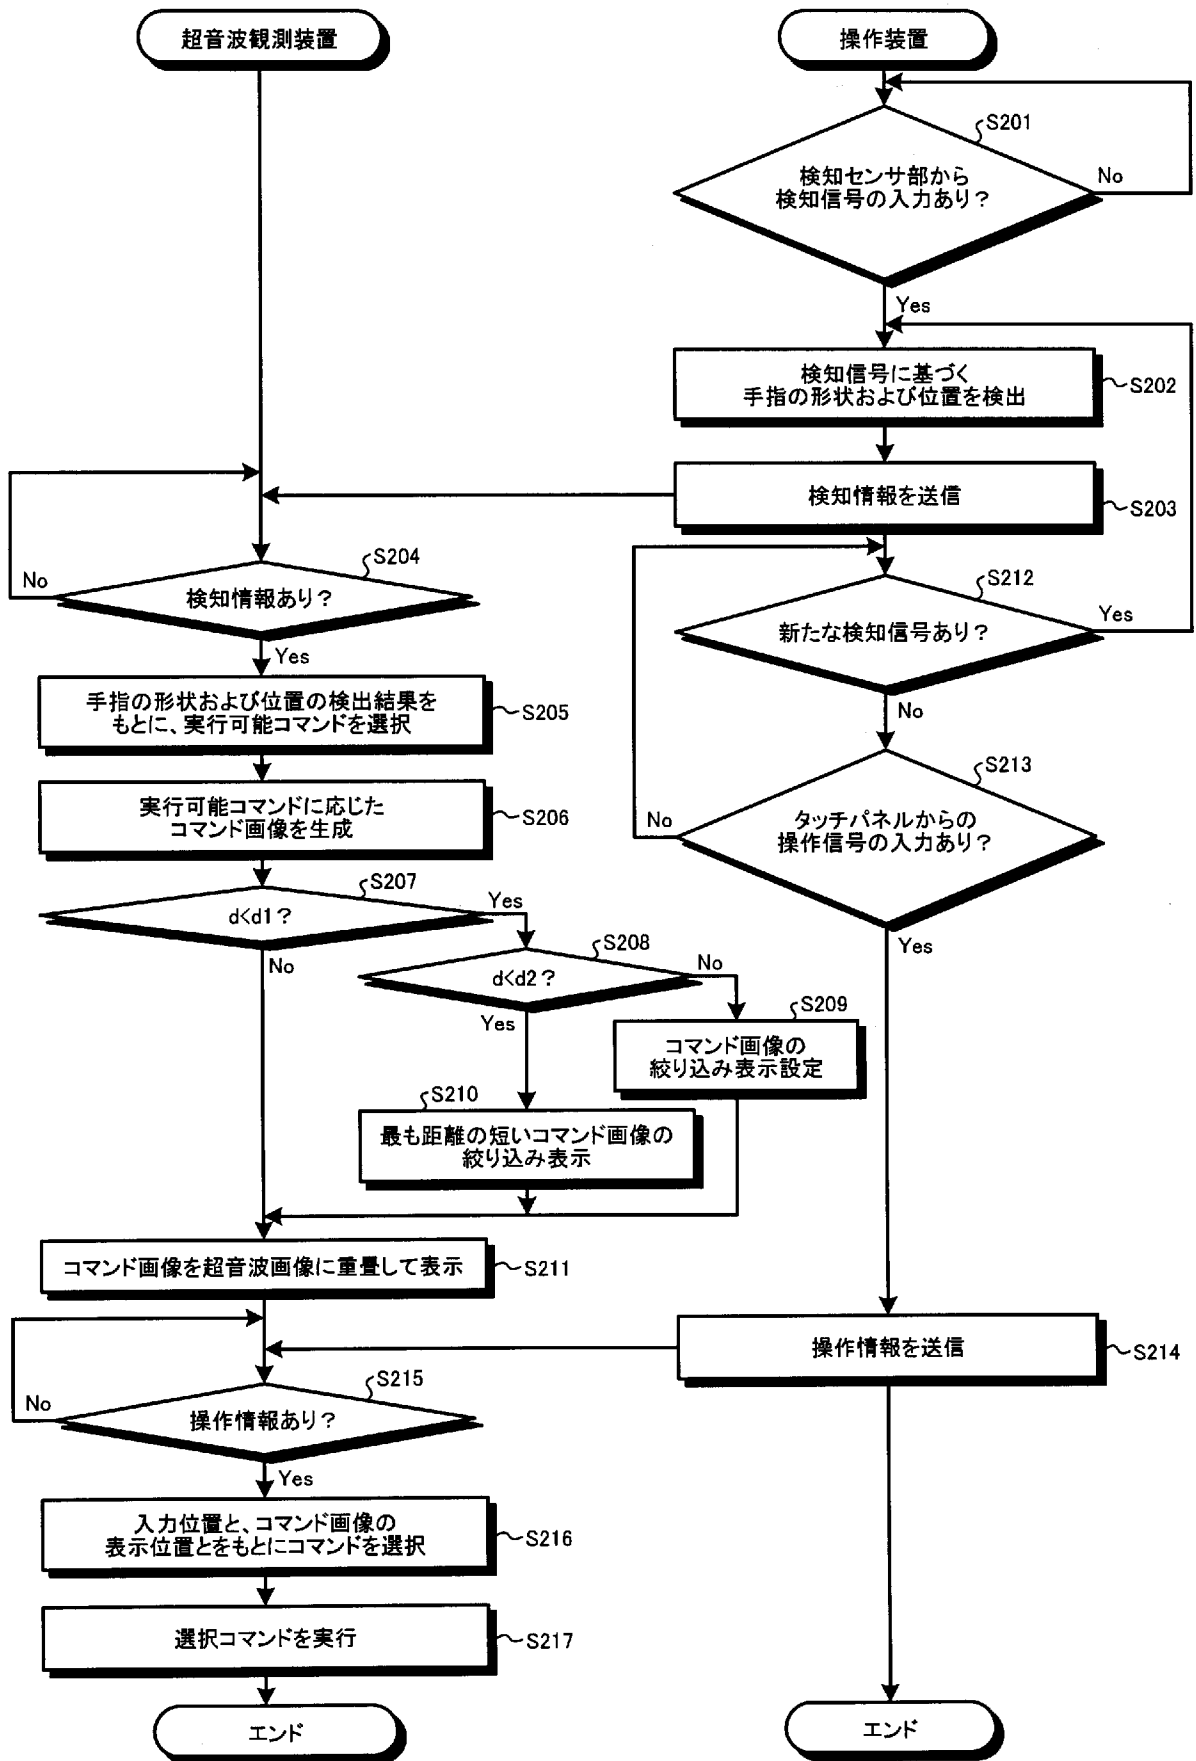 超音波観測装置
操作装置
S201
検知センサ部から
検知信号の入力あり？
No
Yes
検知信号に基づく
手指の形状および位置を検出
S202
検知情報を送信
S203
S204
No
検知情報あり？
Yes
S212
新たな検知信号あり？
Yes
No
手指の形状および位置の検出結果を
もとに、実行可能コマンドを選択
S205
実行可能コマンドに応じた
コマンド画像を生成
S206
S213
タッチパネルからの
操作信号の入力あり？
No
Yes
S207
d<d1？
Yes
No
S208
d<d2？
No
Yes
S209
コマンド画像の
絞り込み表示設定
S210
最も距離の短いコマンド画像の
絞り込み表示
コマンド画像を超音波画像に重畳して表示
S211
操作情報を送信
S214
S215
No
操作情報あり？
Yes
入力位置と、コマンド画像の
表示位置とをもとにコマンドを選択
S216
選択コマンドを実行
S217
エンド
エンド